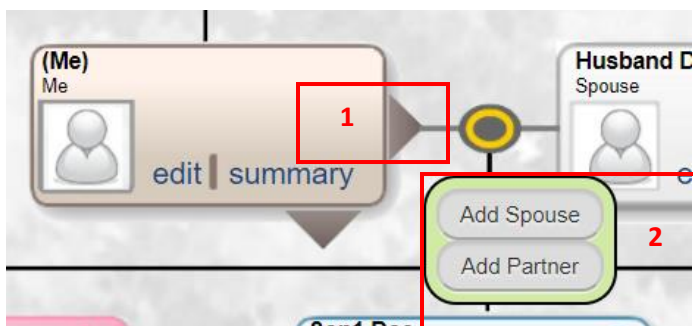 (Me)
Me
1
edit summary
Husband D
Spouse
Add Spouse
Add Partner
2